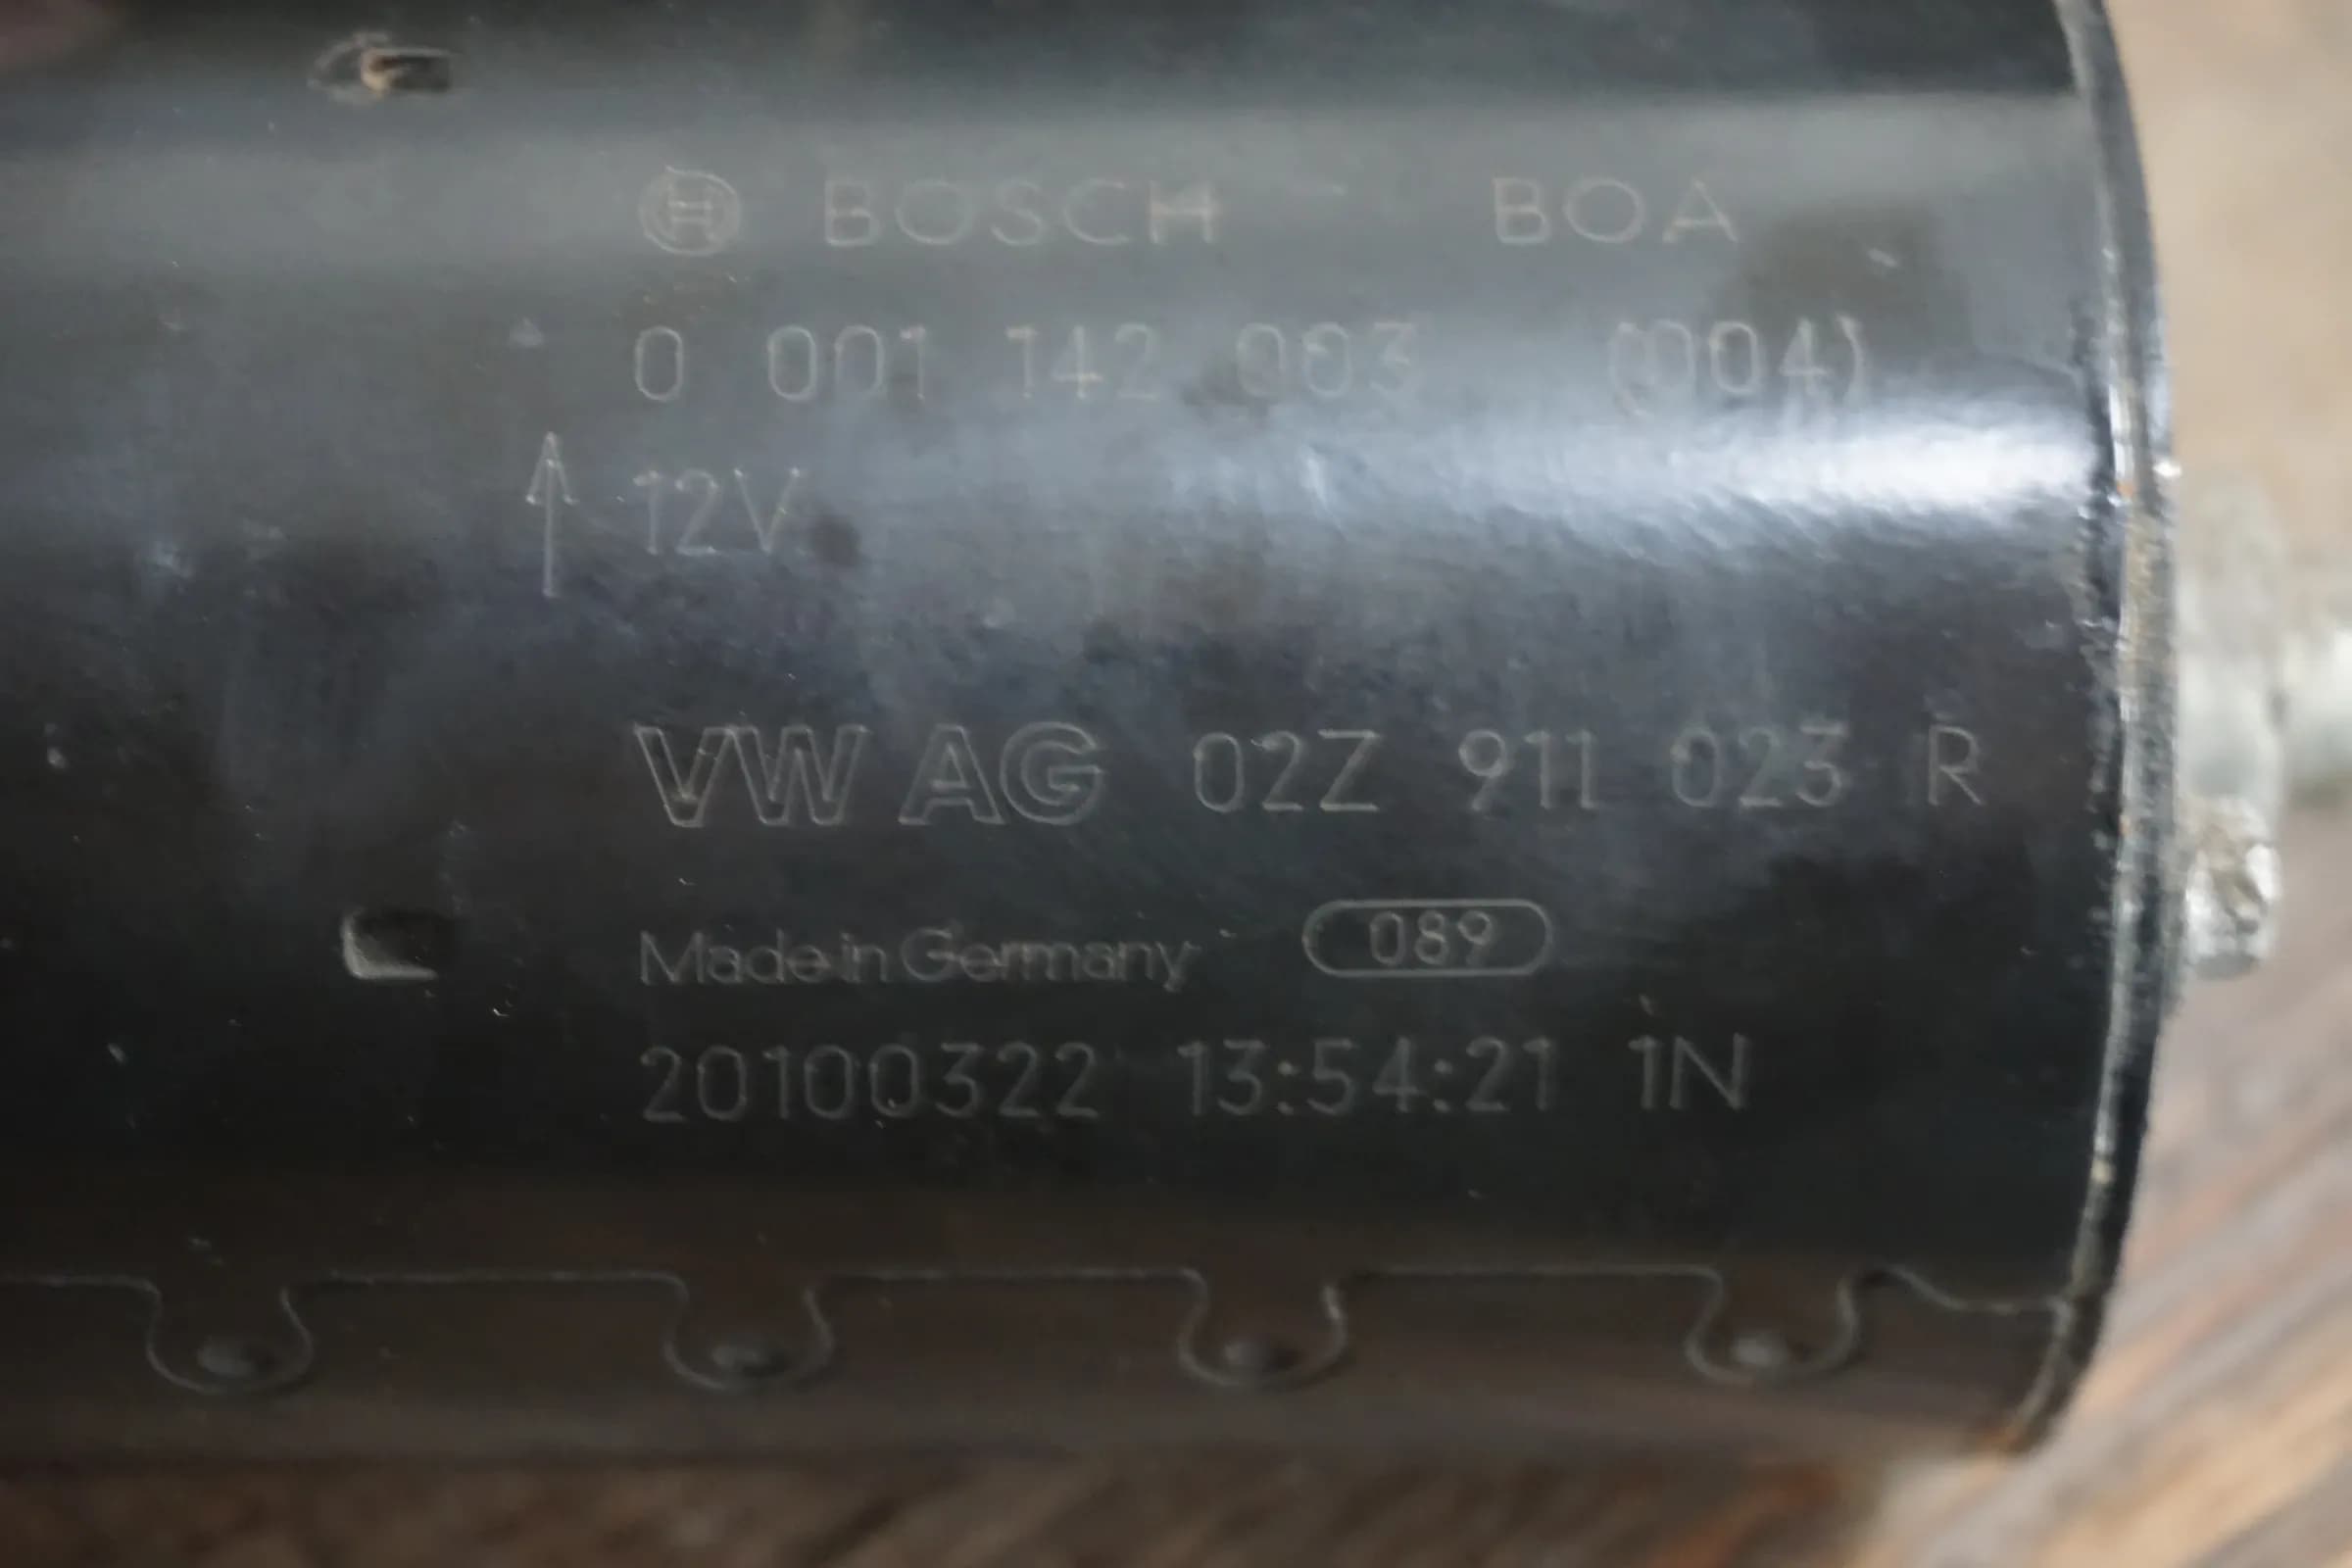 BOSCH BOA
0 001 142 003 (004)
12V
VW AG 02Z 911 023 R
Made in Germany 089
20100322 13:54:21 1N